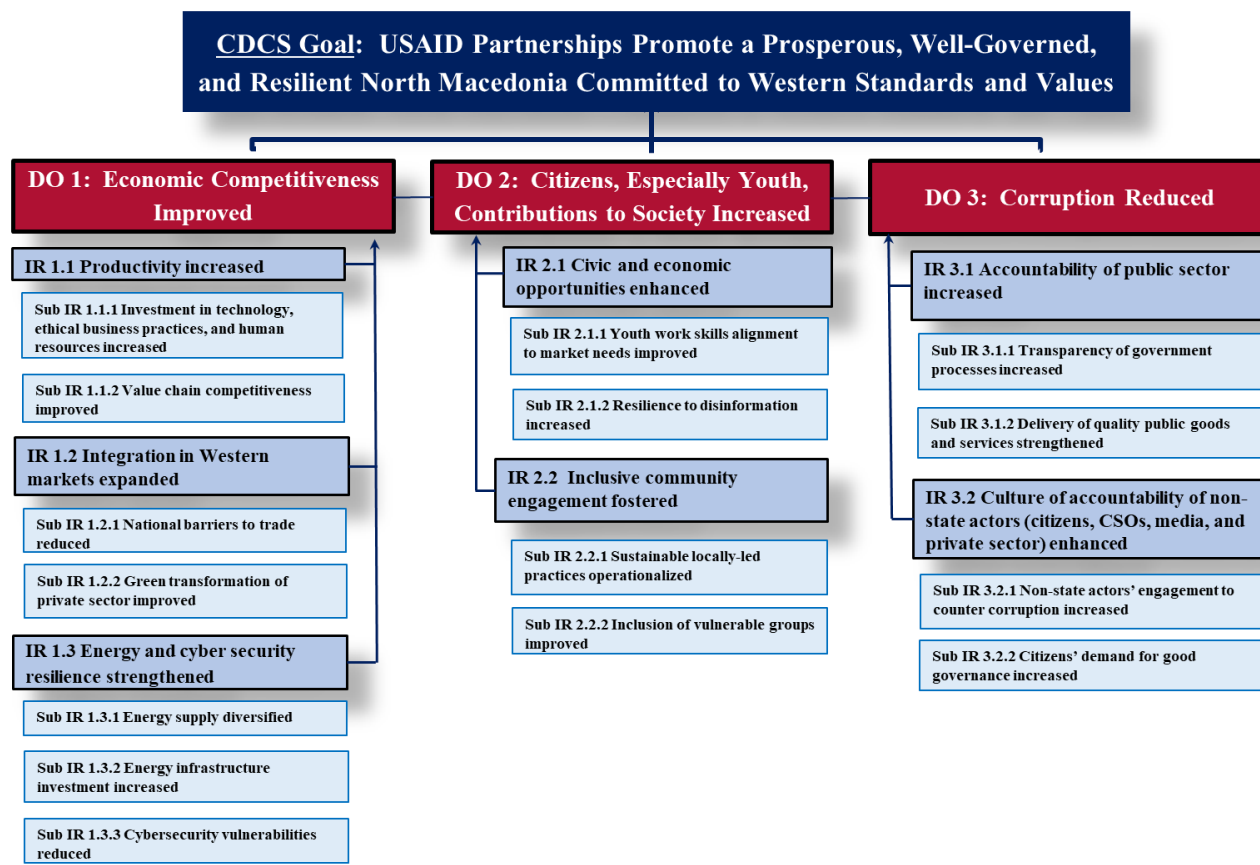 CDCS Goal: USAID Partnerships Promote a Prosperous, Well-Governed,
and Resilient North Macedonia Committed to Western Standards and Values
DO 1: Economic Competitiveness
Improved
IR 1.1 Productivity increased
Sub IR 1.1.1 Investment in technology,
ethical business practices, and human
resources increased
Sub IR 1.1.2 Value chain competitiveness
improved
IR 1.2 Integration in Western
markets expanded
Sub IR 1.2.1 National barriers to trade
reduced
Sub IR 1.2.2 Green transformation of
private sector improved
IR 1.3 Energy and cyber security
resilience strengthened
Sub IR 1.3.1 Energy supply diversified
Sub IR 1.3.2 Energy infrastructure
investment increased
Sub IR 1.3.3 Cybersecurity vulnerabilities
reduced
DO 2: Citizens, Especially Youth,
Contributions to Society Increased
IR 2.1 Civic and economic
opportunities enhanced
Sub IR 2.1.1 Youth work skills alignment
to market needs improved
Sub IR 2.1.2 Resilience to disinformation
increased
IR 2.2 Inclusive community
engagement fostered
Sub IR 2.2.1 Sustainable locally-led
practices operationalized
Sub IR 2.2.2 Inclusion of vulnerable groups
improved
DO 3: Corruption Reduced
IR 3.1 Accountability of public sector
increased
Sub IR 3.1.1 Transparency of government
processes increased
Sub IR 3.1.2 Delivery of quality public goods
and services strengthened
IR 3.2 Culture of accountability of non-
state actors (citizens, CSOs, media, and
private sector) enhanced
Sub IR 3.2.1 Non-state actors’ engagement to
counter corruption increased
Sub IR 3.2.2 Citizens’ demand for good
governance increased